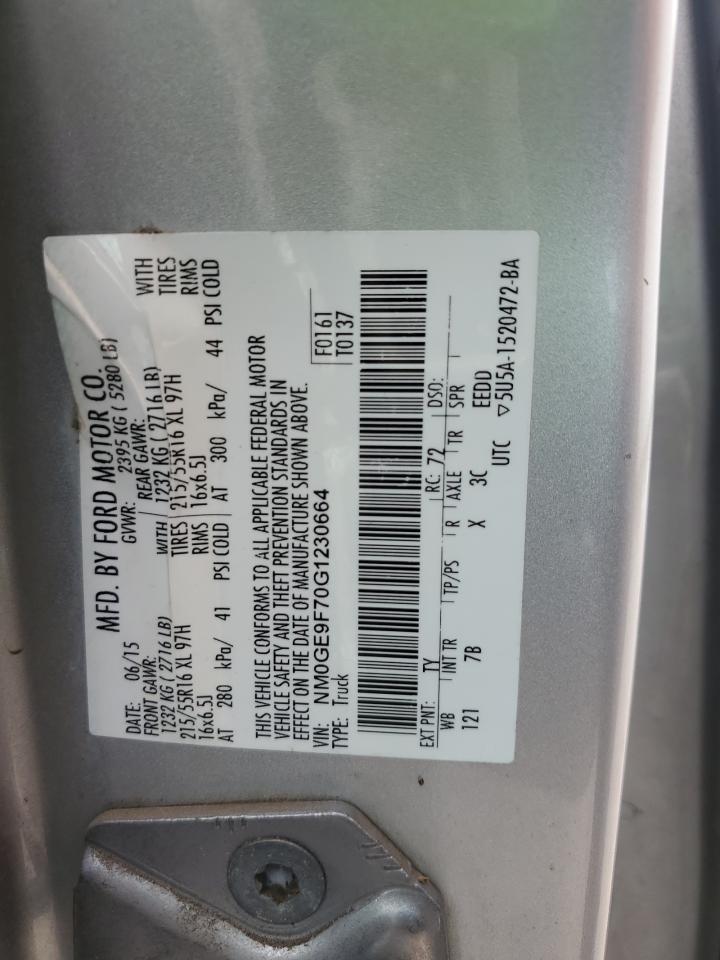 MFD. BY FORD MOTOR CO.
DATE: 06/15 GVWR: 2395 KG ( 5280 LB)
FRONT GAWR: REAR GAWR:
1232 KG ( 2716 LB) WITH 1232 KG ( 2716 LB) WITH
215/55R16 XL 97H TIRES 215/55R16 XL 97H TIRES
16x6.5J RIMS 16x6.5J RIMS
AT 280 kPa/ 41 PSI COLD AT 300 kPa/ 44 PSI COLD
THIS VEHICLE CONFORMS TO ALL APPLICABLE FEDERAL MOTOR
VEHICLE SAFETY AND THEFT PREVENTION STANDARDS IN
EFFECT ON THE DATE OF MANUFACTURE SHOWN ABOVE.
VIN: NM0GE9F70G1230664 F0161
TYPE: Truck T0137
EXT PNT: TY RC: 72 DSO:
WB INT TR TP/PS R AXLE TR SPR
121 7B X 3C EEDD
UTC ▽5U5A-1520472-BA